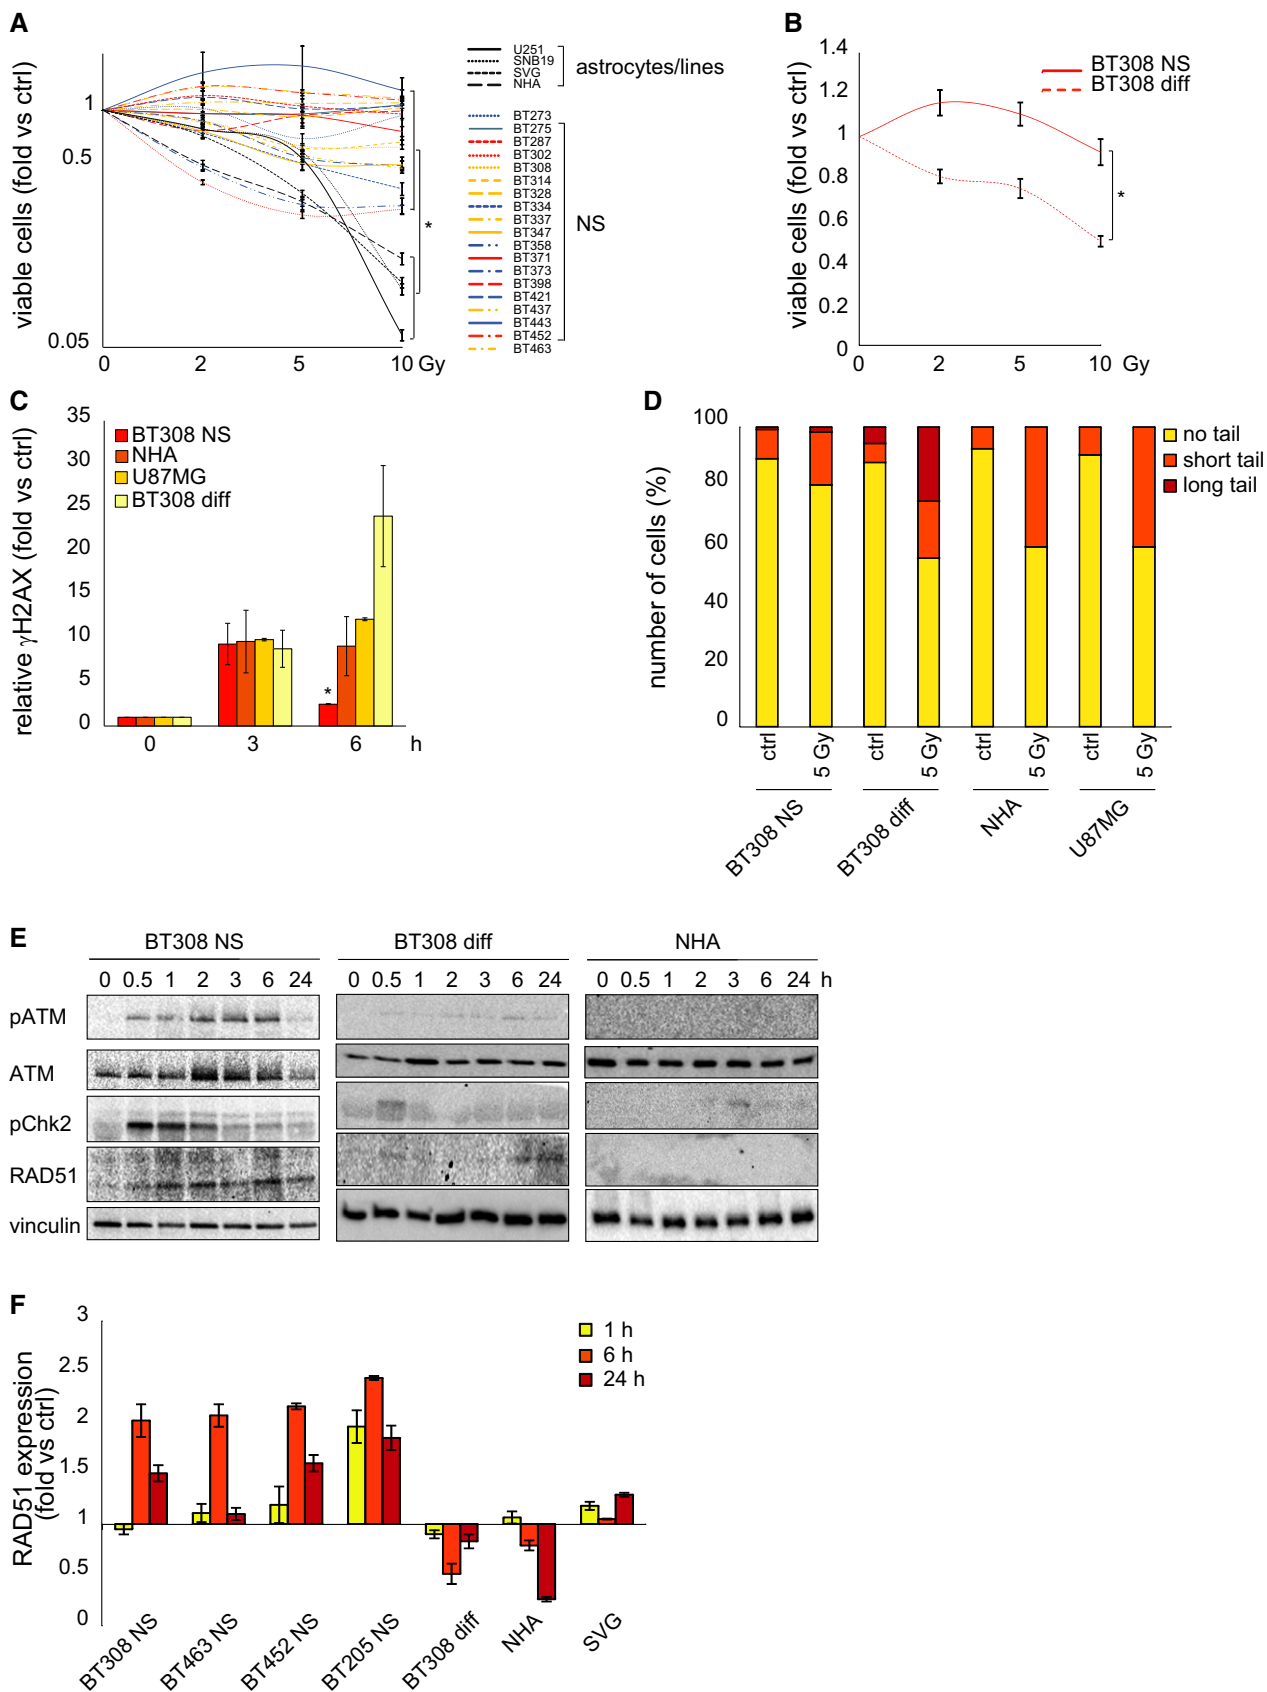 A
viable cells (fold vs ctrl)
1
0.5
0.05
0 2 5 10 Gy
*
U251
SNB19
SVG
NHA
astrocytes/lines
BT273
BT275
BT287
BT302
BT308
BT314
BT328
BT334
BT337
BT347
BT358
BT371
BT373
BT398
BT421
BT437
BT443
BT452
BT463
NS
B
viable cells (fold vs ctrl)
1.4
1.2
1
0.8
0.6
0.4
0.2
0
0 2 5 10 Gy
BT308 NS
BT308 diff
*
C
relative γH2AX (fold vs ctrl)
35
30
25
20
15
10
5
0
BT308 NS
NHA
U87MG
BT308 diff
*
0 3 6 h
D
number of cells (%)
100
80
60
40
20
0
no tail
short tail
long tail
ctrl 5 Gy ctrl 5 Gy ctrl 5 Gy ctrl 5 Gy
BT308 NS BT308 diff NHA U87MG
E
BT308 NS BT308 diff NHA
0 0.5 1 2 3 6 24 0 0.5 1 2 3 6 24 0 0.5 1 2 3 6 24 h
pATM
ATM
pChk2
RAD51
vinculin
F
RAD51 expression
(fold vs ctrl)
3
2.5
2
1.5
1
0.5
0
1 h
6 h
24 h
BT308 NS BT463 NS BT452 NS BT205 NS BT308 diff NHA SVG